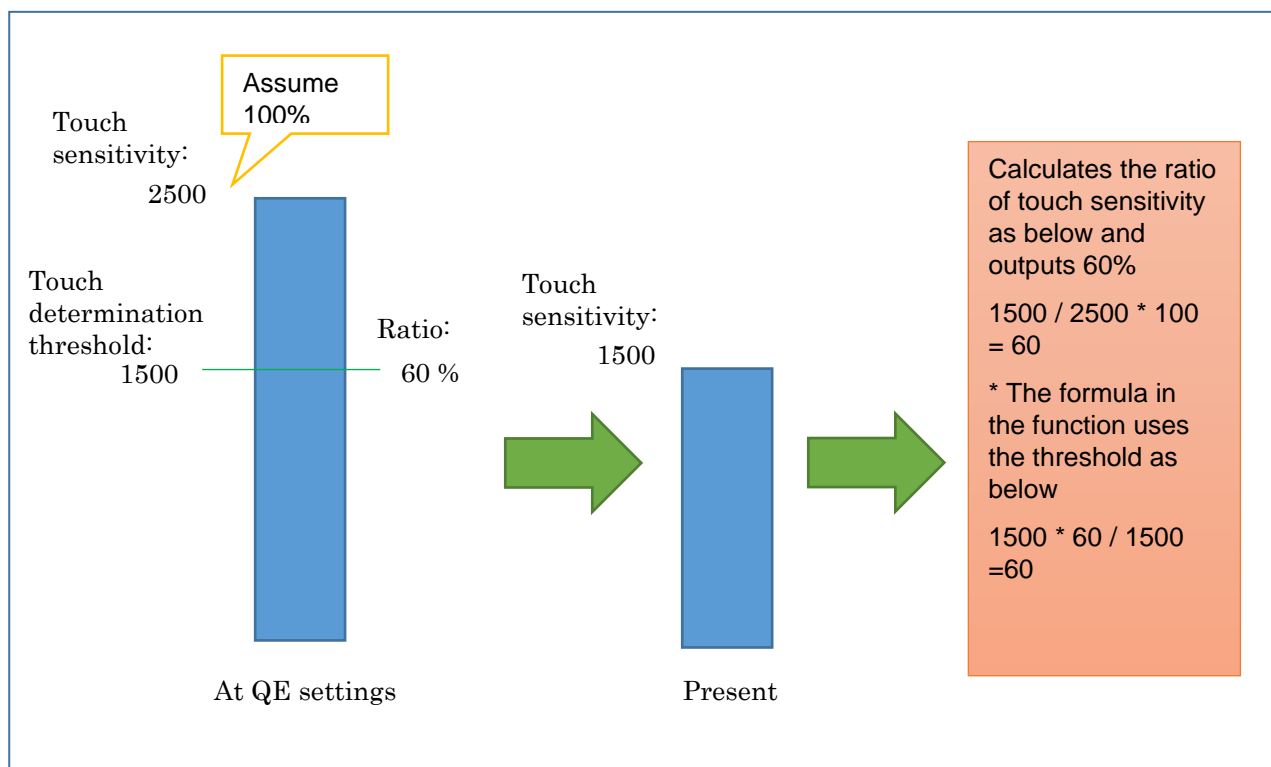 Assume
100%
Touch
sensitivity:
2500
Touch
determination
threshold:
1500
Ratio:
60 %
At QE settings
Touch
sensitivity:
1500
Present
Calculates the ratio
of touch sensitivity
as below and
outputs 60%
1500 / 2500 * 100
= 60
* The formula in
the function uses
the threshold as
below
1500 * 60 / 1500
=60